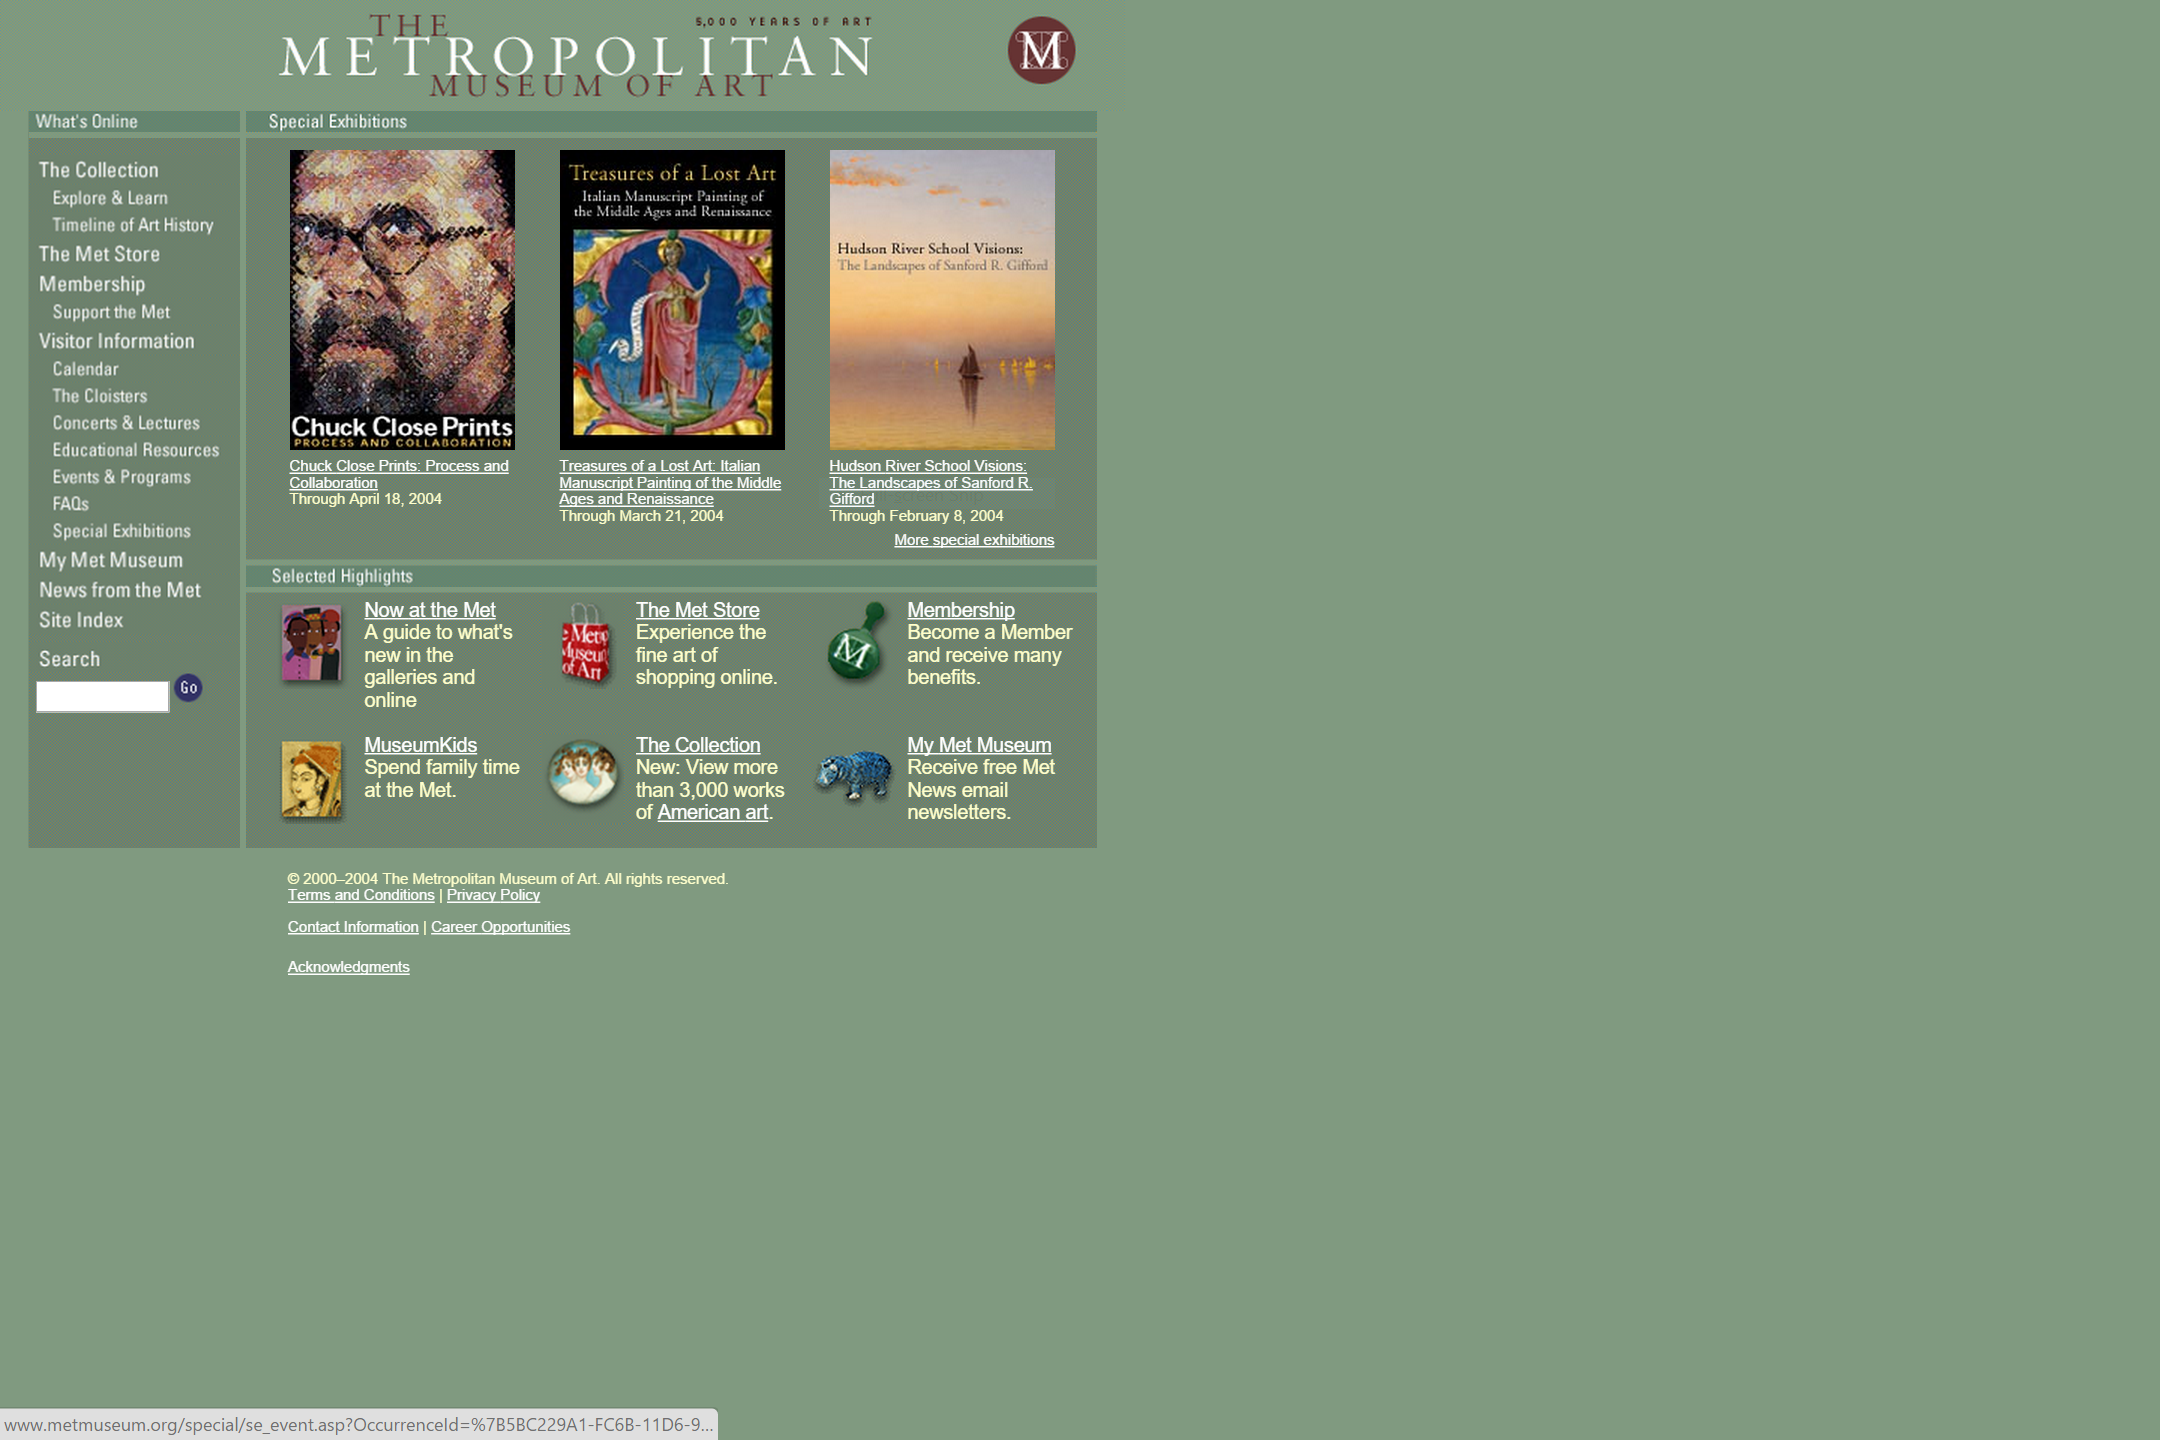 THE
5,000 YEARS OF ART
METROPOLITAN
MUSEUM OF ART
M
What's Online
The Collection
Explore & Learn
Timeline of Art History
The Met Store
Membership
Support the Met
Visitor Information
Calendar
The Cloisters
Concerts & Lectures
Educational Resources
Events & Programs
FAQs
Special Exhibitions
My Met Museum
News from the Met
Site Index
Search
Go
Special Exhibitions
Chuck Close Prints
PROCESS AND COLLABORATION
Chuck Close Prints: Process and
Collaboration
Through April 18, 2004
Treasures of a Lost Art
Italian Manuscript Painting of
the Middle Ages and Renaissance
Treasures of a Lost Art: Italian
Manuscript Painting of the Middle
Ages and Renaissance
Through March 21, 2004
Hudson River School Visions:
The Landscapes of Sanford R. Gifford
Hudson River School Visions:
The Landscapes of Sanford R.
Gifford
Through February 8, 2004
More special exhibitions
Selected Highlights
Now at the Met
A guide to what's
new in the
galleries and
online
The Met Store
Experience the
fine art of
shopping online.
e Metro
Museum
of Art
Membership
Become a Member
and receive many
benefits.
M
MuseumKids
Spend family time
at the Met.
The Collection
New: View more
than 3,000 works
of American art.
My Met Museum
Receive free Met
News email
newsletters.
© 2000–2004 The Metropolitan Museum of Art. All rights reserved.
Terms and Conditions | Privacy Policy
Contact Information | Career Opportunities
Acknowledgments
www.metmuseum.org/special/se_event.asp?OccurrenceId=%7B5BC229A1-FC6B-11D6-9...